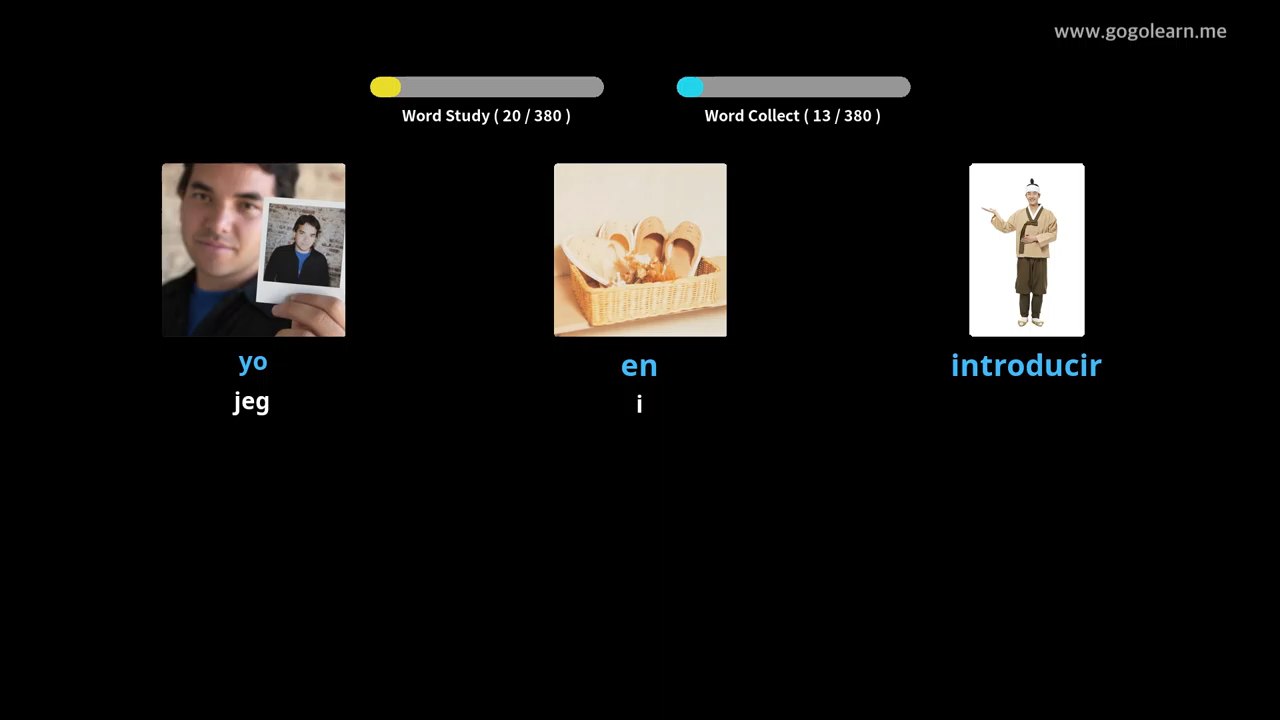 www.gogolearn.me
Word Study ( 20 / 380 )
Word Collect ( 13 / 380 )
yo
jeg
en
i
introducir